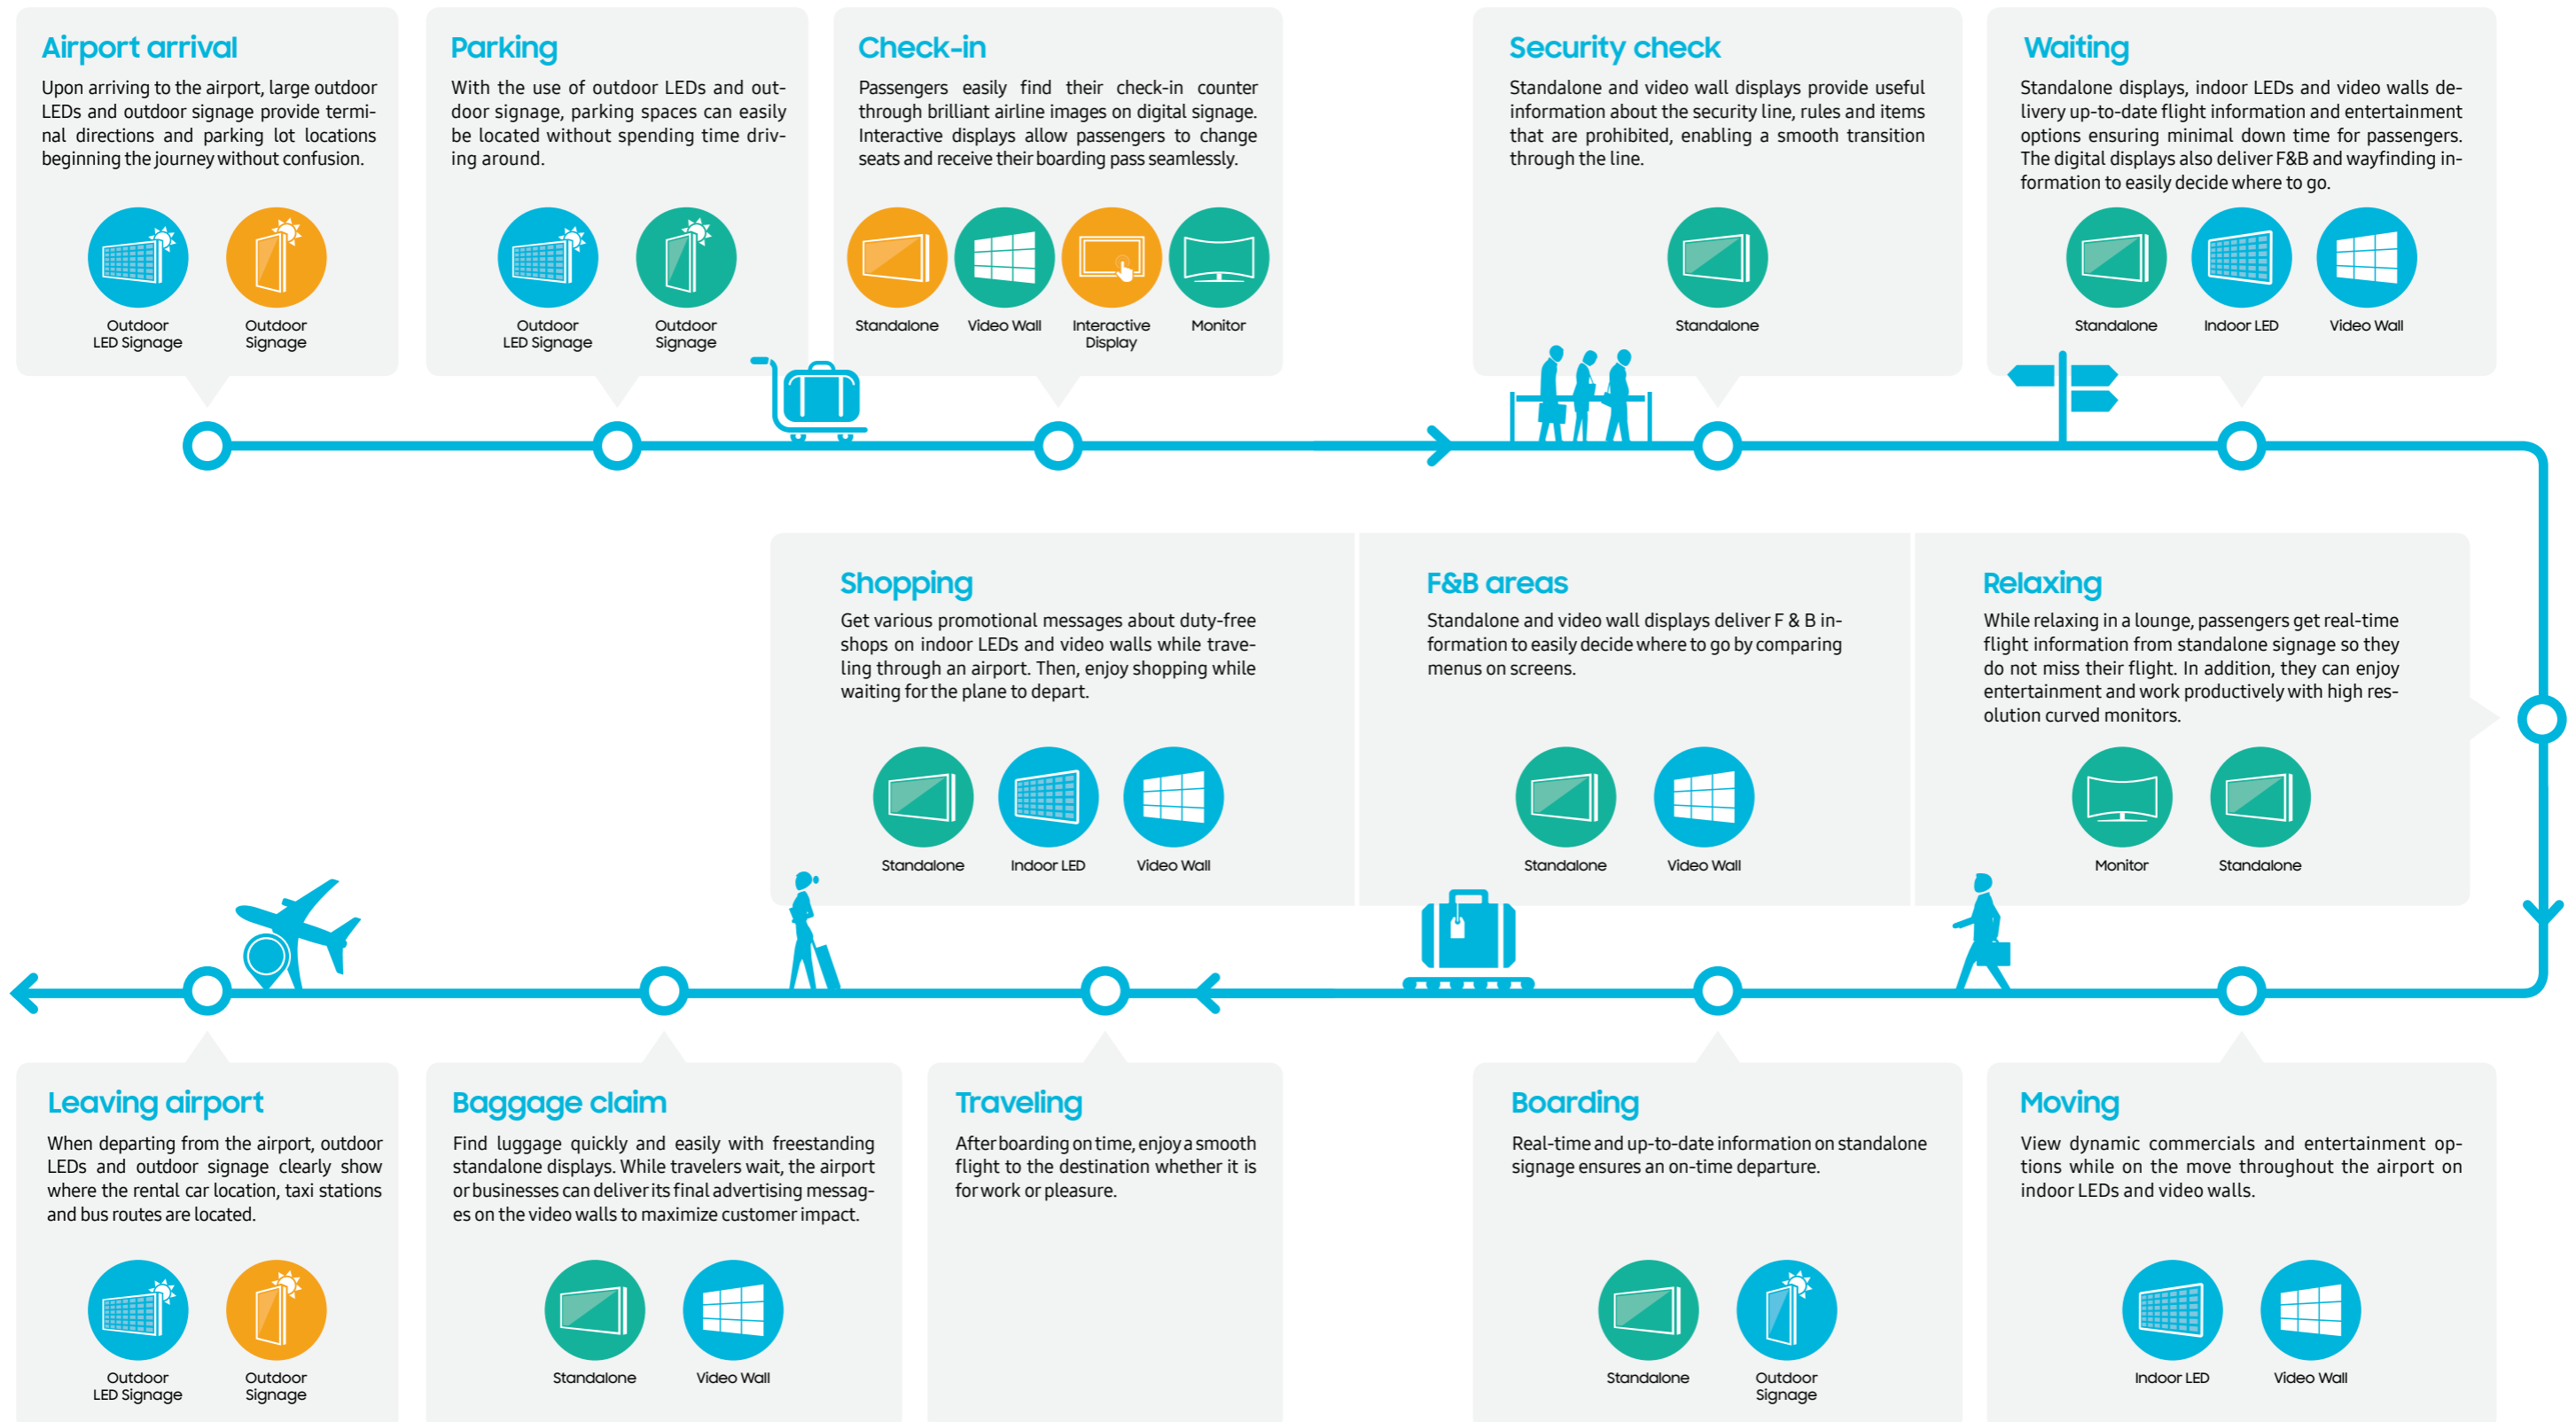 Airport arrival
Upon arriving to the airport, large outdoor
LEDs and outdoor signage provide termi-
nal directions and parking lot locations
beginning the journey without confusion.
Outdoor
LED Signage
Outdoor
Signage
Parking
With the use of outdoor LEDs and out-
door signage, parking spaces can easily
be located without spending time driv-
ing around.
Outdoor
LED Signage
Outdoor
Signage
Check-in
Passengers easily find their check-in counter
through brilliant airline images on digital signage.
Interactive displays allow passengers to change
seats and receive their boarding pass seamlessly.
Standalone
Video Wall
Interactive
Display
Monitor
Security check
Standalone and video wall displays provide useful
information about the security line, rules and items
that are prohibited, enabling a smooth transition
through the line.
Standalone
Waiting
Standalone displays, indoor LEDs and video walls de-
livery up-to-date flight information and entertainment
options ensuring minimal down time for passengers.
The digital displays also deliver F&B and wayfinding in-
formation to easily decide where to go.
Standalone
Indoor LED
Video Wall
Shopping
Get various promotional messages about duty-free
shops on indoor LEDs and video walls while trave-
ling through an airport. Then, enjoy shopping while
waiting for the plane to depart.
Standalone
Indoor LED
Video Wall
F&B areas
Standalone and video wall displays deliver F & B in-
formation to easily decide where to go by comparing
menus on screens.
Standalone
Video Wall
Relaxing
While relaxing in a lounge, passengers get real-time
flight information from standalone signage so they
do not miss their flight. In addition, they can enjoy
entertainment and work productively with high res-
olution curved monitors.
Monitor
Standalone
Leaving airport
When departing from the airport, outdoor
LEDs and outdoor signage clearly show
where the rental car location, taxi stations
and bus routes are located.
Outdoor
LED Signage
Outdoor
Signage
Baggage claim
Find luggage quickly and easily with freestanding
standalone displays. While travelers wait, the airport
or businesses can deliver its final advertising messag-
es on the video walls to maximize customer impact.
Standalone
Video Wall
Traveling
After boarding on time, enjoy a smooth
flight to the destination whether it is
for work or pleasure.
Boarding
Real-time and up-to-date information on standalone
signage ensures an on-time departure.
Standalone
Outdoor
Signage
Moving
View dynamic commercials and entertainment op-
tions while on the move throughout the airport on
indoor LEDs and video walls.
Indoor LED
Video Wall